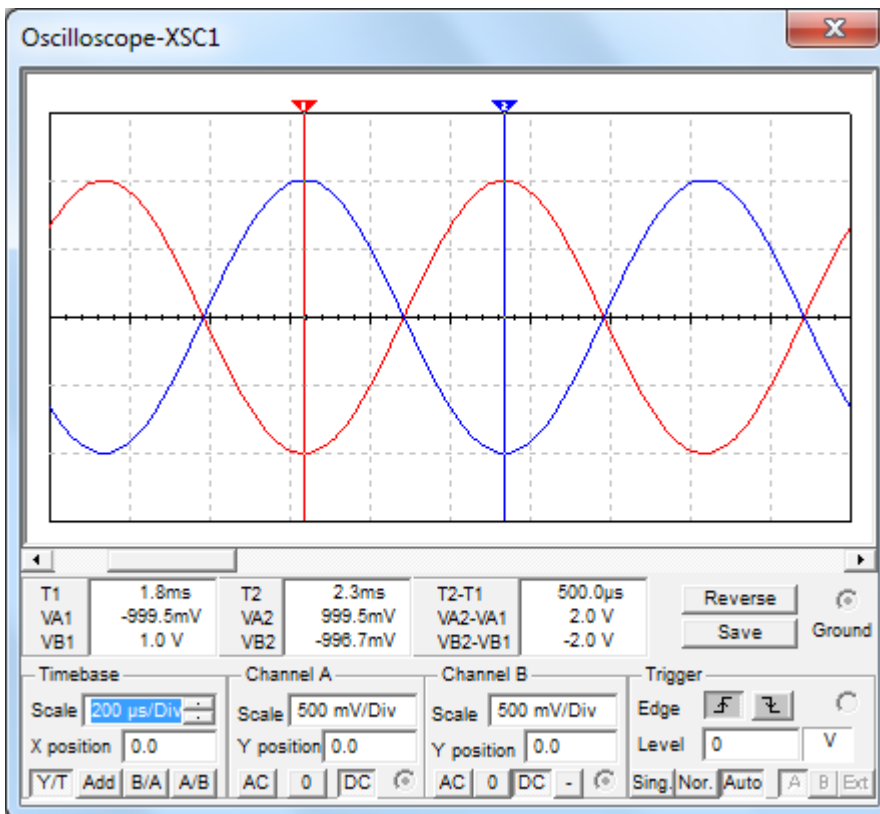 Oscilloscope-XSC1
1 2
T1 1.8ms T2 2.3ms T2-T1 500.0µs Reverse
VA1 -999.5mV VA2 999.5mV VA2-VA1 2.0 V
VB1 1.0 V VB2 -996.7mV VB2-VB1 -2.0 V Save Ground
Timebase Channel A Channel B Trigger
Scale 200 µs/Div Scale 500 mV/Div Scale 500 mV/Div Edge
X position 0.0 Y position 0.0 Y position 0.0 Level 0 V
Y/T Add B/A A/B AC 0 DC AC 0 DC - Sing. Nor. Auto A B Ext